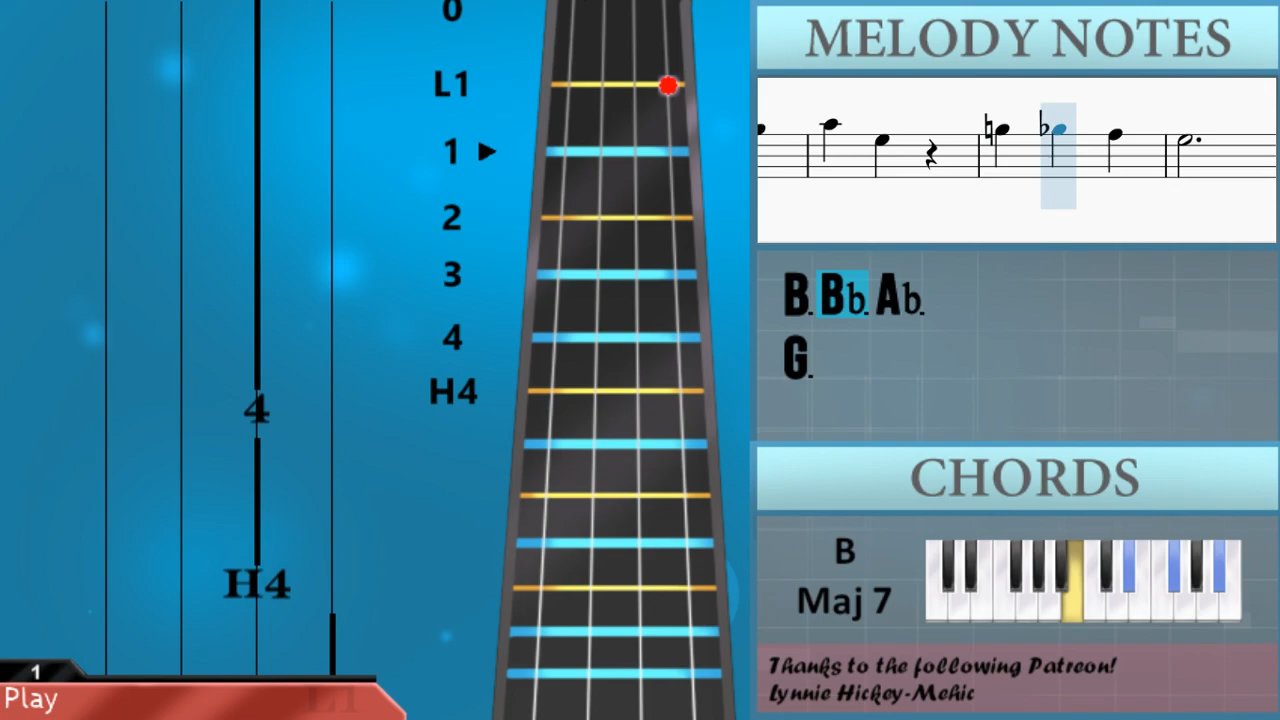 0
L1
1
2
3
4
H4
4
H4
L1
1
Play
MELODY NOTES
B. Bb. Ab.
G.
CHORDS
B
Maj 7
Thanks to the following Patreon!
Lynnie Hickey-Mehic